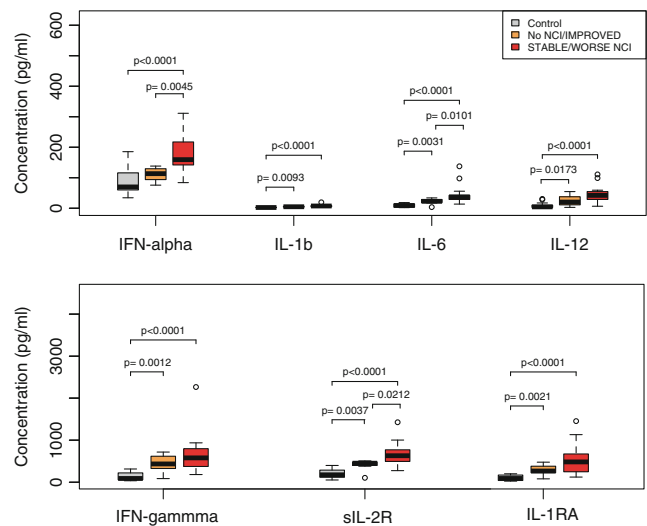 Concentration (pg/ml)
600
400
200
0
Control
No NCI/IMPROVED
STABLE/WORSE NCI
p<0.0001
p= 0.0045
p<0.0001
p= 0.0093
p<0.0001
p= 0.0101
p= 0.0031
p<0.0001
p= 0.0173
IFN-alpha
IL-1b
IL-6
IL-12
Concentration (pg/ml)
3000
1000
0
p<0.0001
p= 0.0012
p<0.0001
p= 0.0212
p= 0.0037
p<0.0001
p= 0.0021
IFN-gammma
sIL-2R
IL-1RA